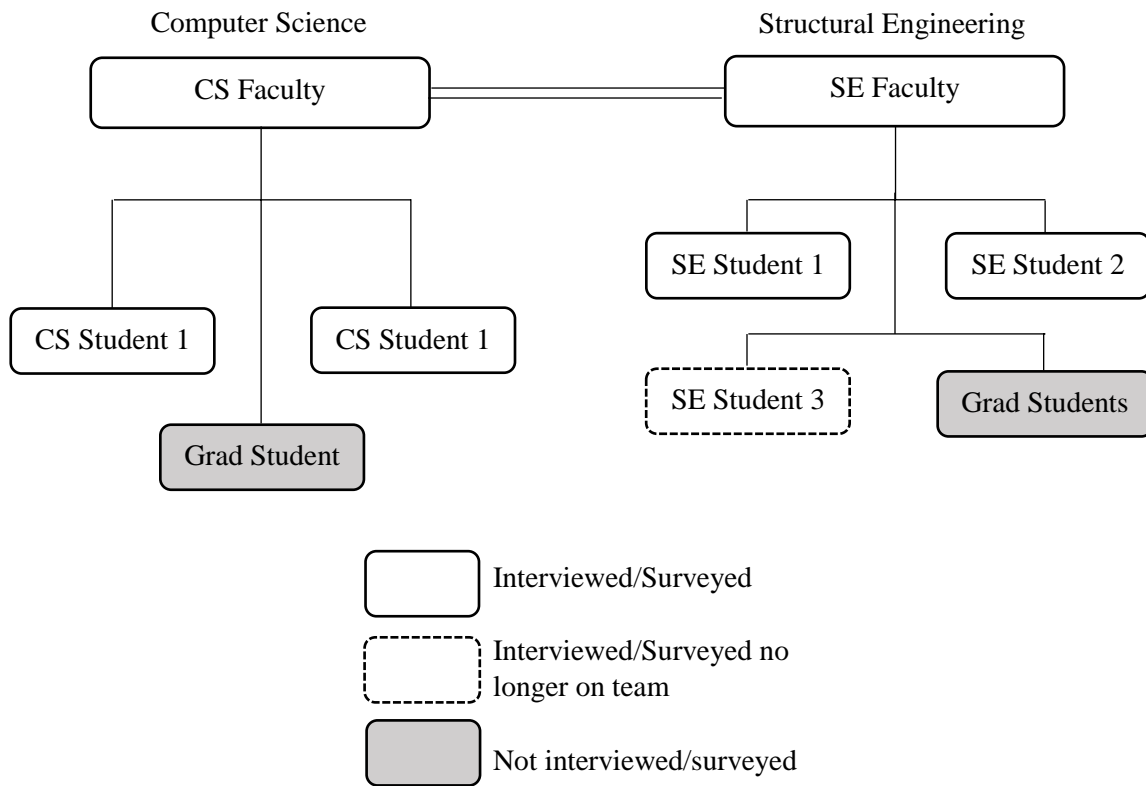 Computer Science
Structural Engineering
CS Faculty
SE Faculty
SE Student 1
SE Student 2
CS Student 1
CS Student 1
SE Student 3
Grad Students
Grad Student
Interviewed/Surveyed
Interviewed/Surveyed no
longer on team
Not interviewed/surveyed